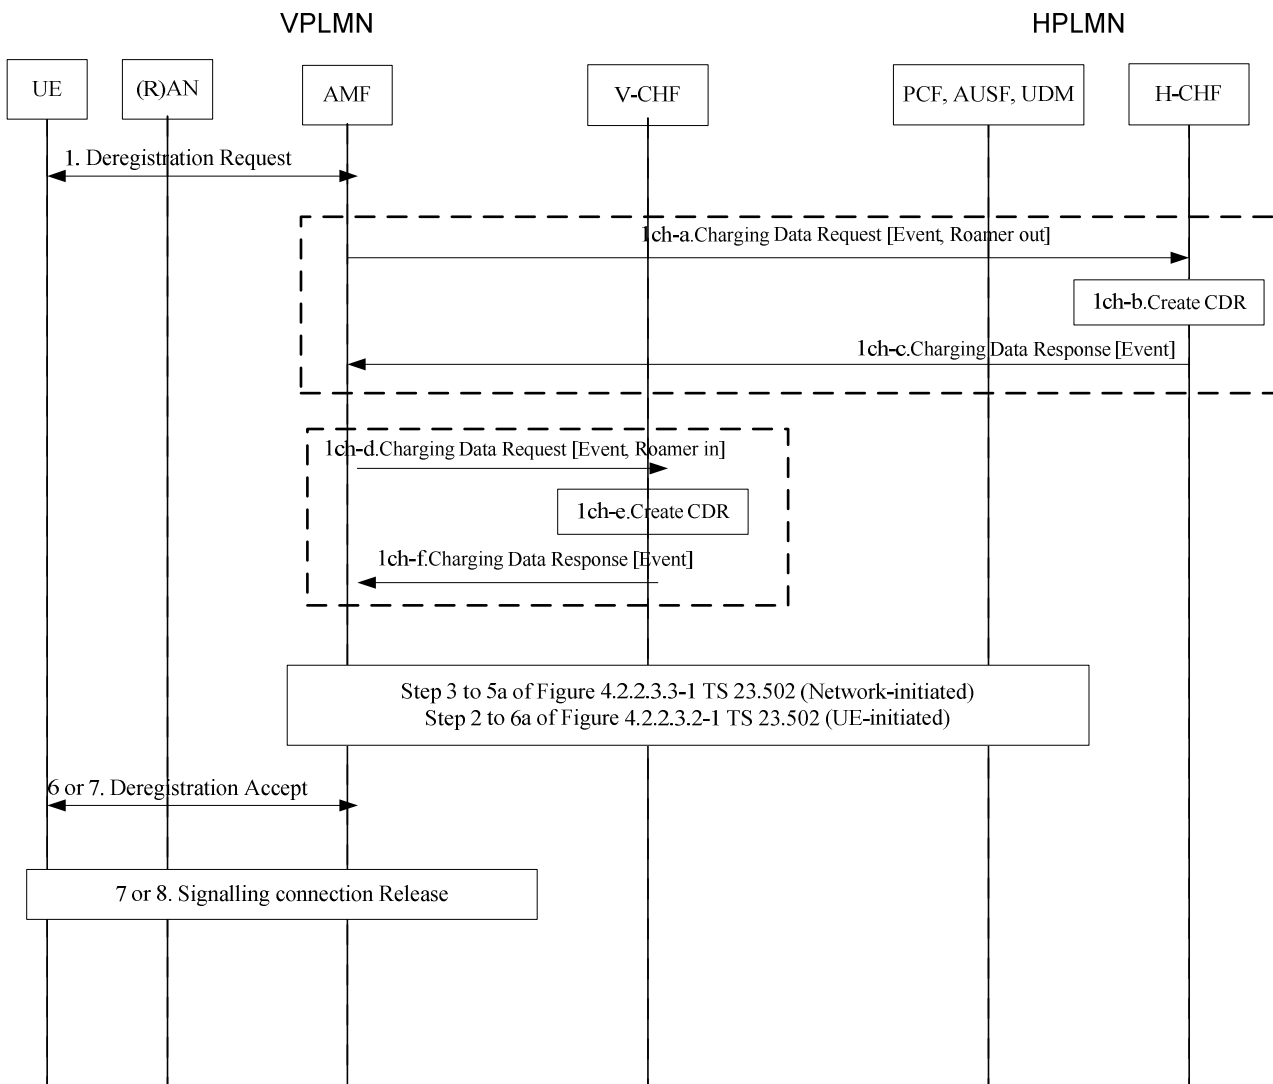 VPLMN
HPLMN
UE
(R)AN
AMF
V-CHF
PCF, AUSF, UDM
H-CHF
1. Deregistration Request
1ch-a.Charging Data Request [Event, Roamer out]
1ch-b.Create CDR
1ch-c.Charging Data Response [Event]
1ch-d.Charging Data Request [Event, Roamer in]
1ch-e.Create CDR
1ch-f.Charging Data Response [Event]
Step 3 to 5a of Figure 4.2.2.3.3-1 TS 23.502 (Network-initiated)
Step 2 to 6a of Figure 4.2.2.3.2-1 TS 23.502 (UE-initiated)
6 or 7. Deregistration Accept
7 or 8. Signalling connection Release